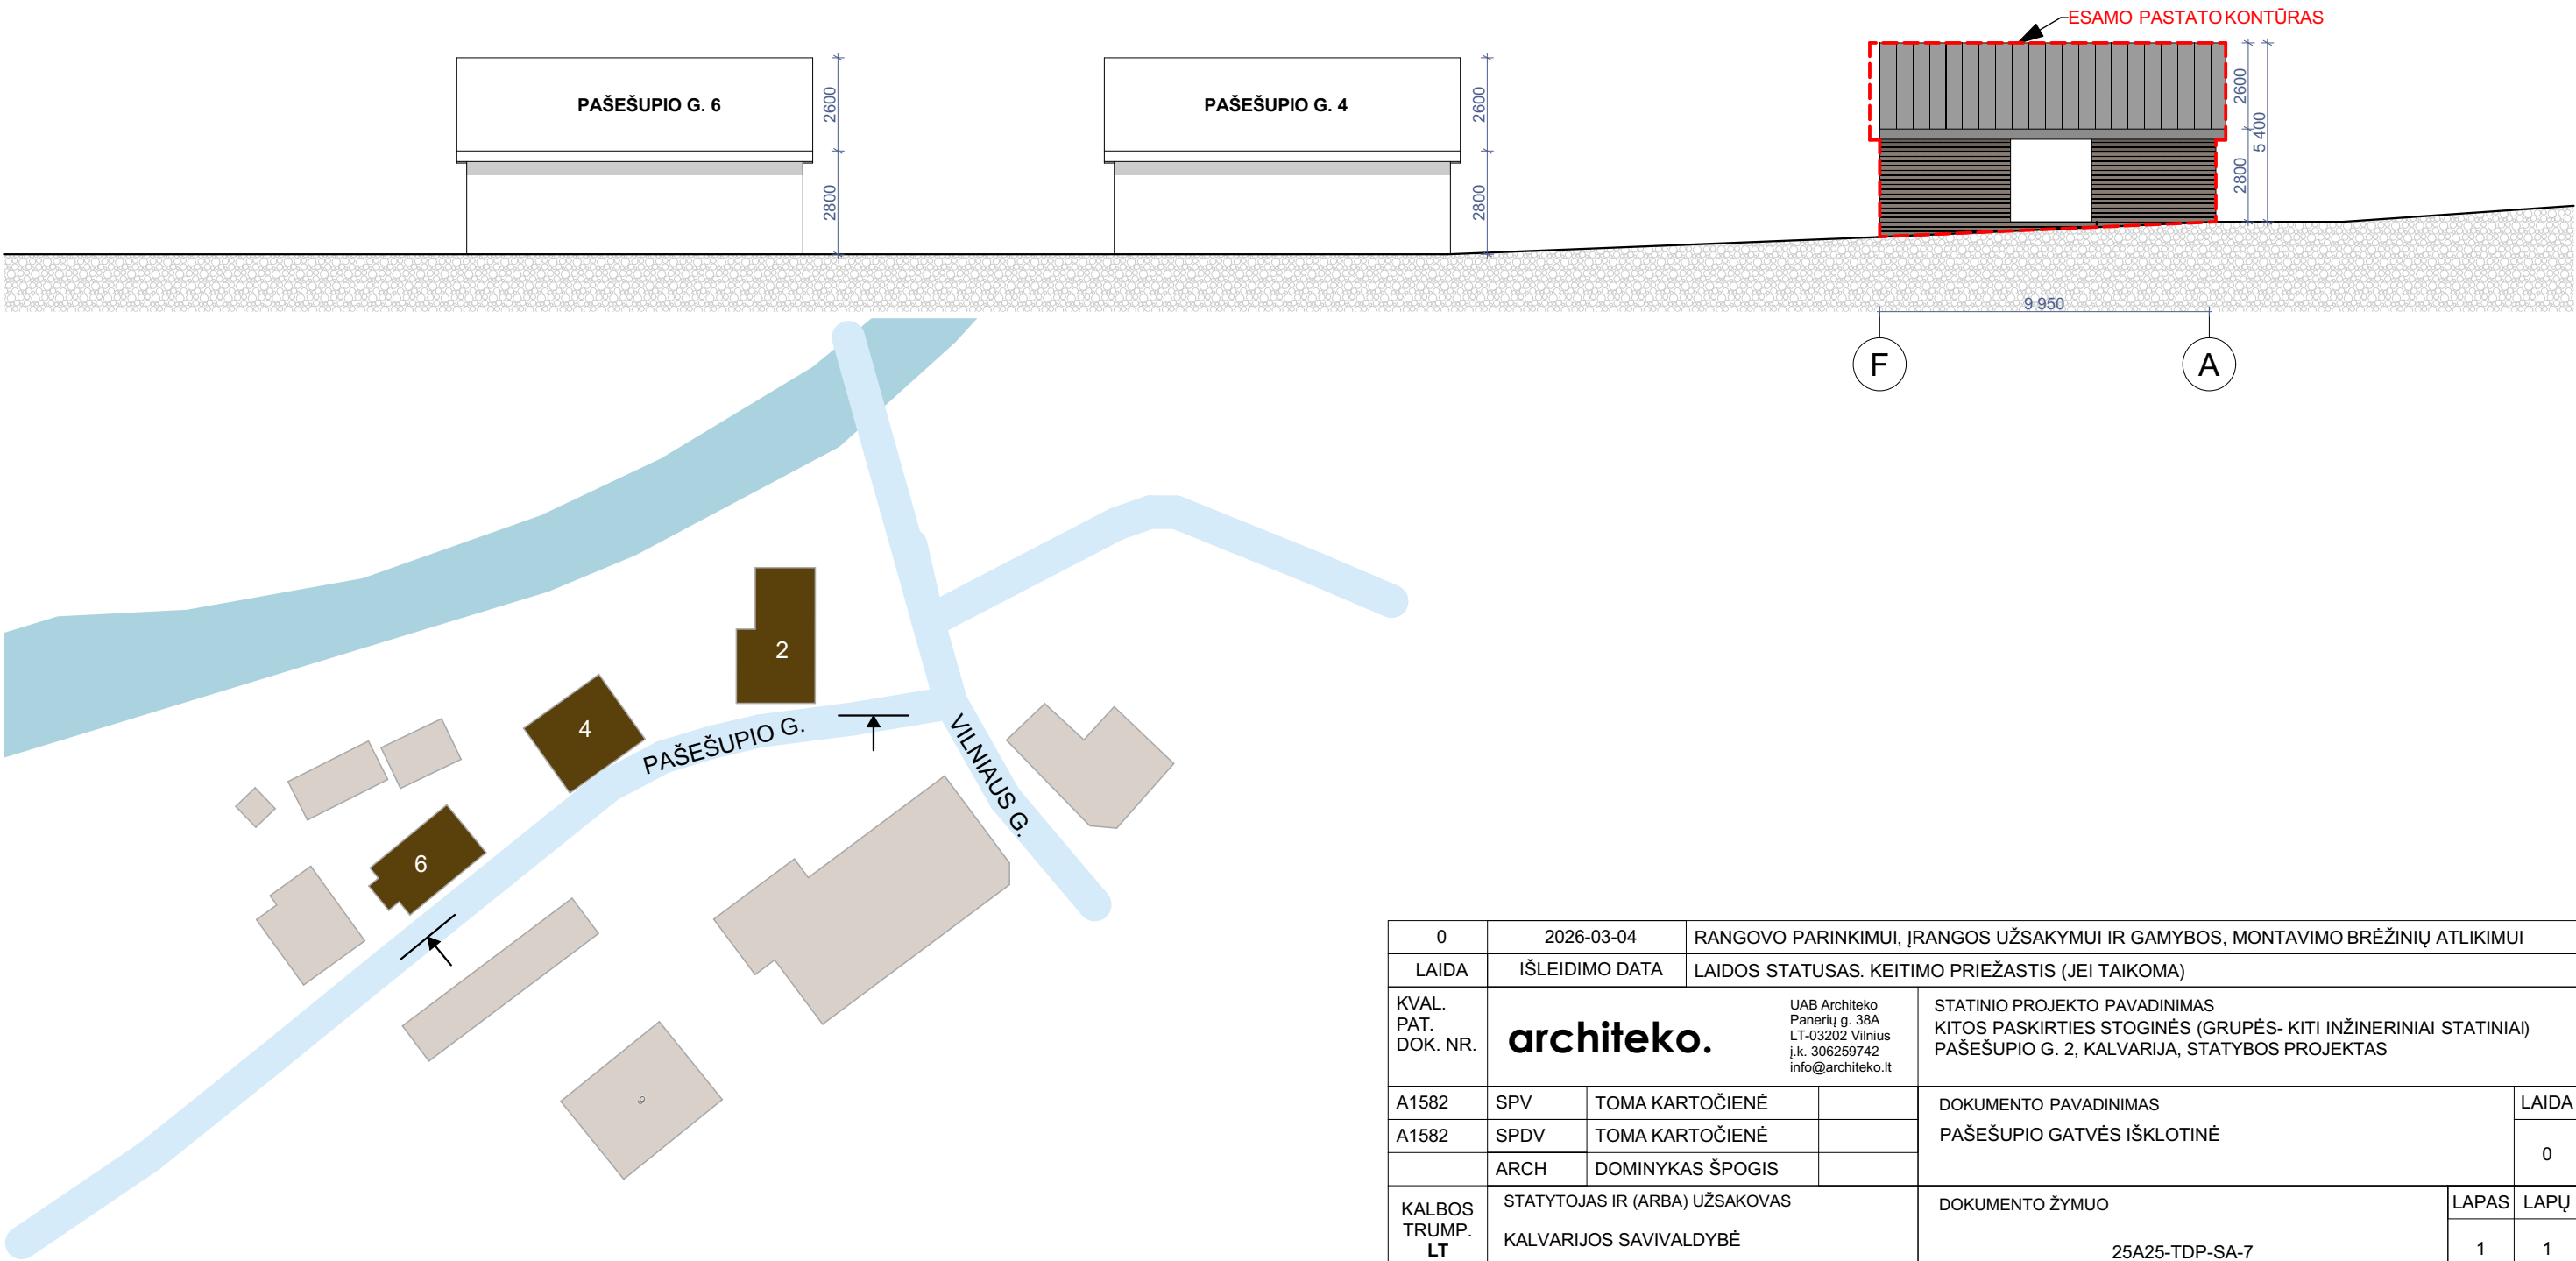 ESAMO PASTATO KONTŪRAS
PAŠEŠUPIO G. 6
2600
2800
PAŠEŠUPIO G. 4
2600
2800
2600
2800
5 400
9 950
F
A
2
4
6
PAŠEŠUPIO G.
VILNIAUS G.
0
2026-03-04
RANGOVO PARINKIMUI, ĮRANGOS UŽSAKYMUI IR GAMYBOS, MONTAVIMO BRĖŽINIŲ ATLIKIMUI
LAIDA
IŠLEIDIMO DATA
LAIDOS STATUSAS. KEITIMO PRIEŽASTIS (JEI TAIKOMA)
KVAL.
PAT.
DOK. NR.
architeko.
UAB Architeko
Panerių g. 38A
LT-03202 Vilnius
į.k. 306259742
info@architeko.lt
STATINIO PROJEKTO PAVADINIMAS
KITOS PASKIRTIES STOGINĖS (GRUPĖS- KITI INŽINERINIAI STATINIAI)
PAŠEŠUPIO G. 2, KALVARIJA, STATYBOS PROJEKTAS
A1582
SPV
TOMA KARTOČIENĖ
A1582
SPDV
TOMA KARTOČIENĖ
ARCH
DOMINYKAS ŠPOGIS
DOKUMENTO PAVADINIMAS
PAŠEŠUPIO GATVĖS IŠKLOTINĖ
LAIDA
0
KALBOS
TRUMP.
LT
STATYTOJAS IR (ARBA) UŽSAKOVAS
KALVARIJOS SAVIVALDYBĖ
DOKUMENTO ŽYMUO
25A25-TDP-SA-7
LAPAS
LAPŲ
1
1